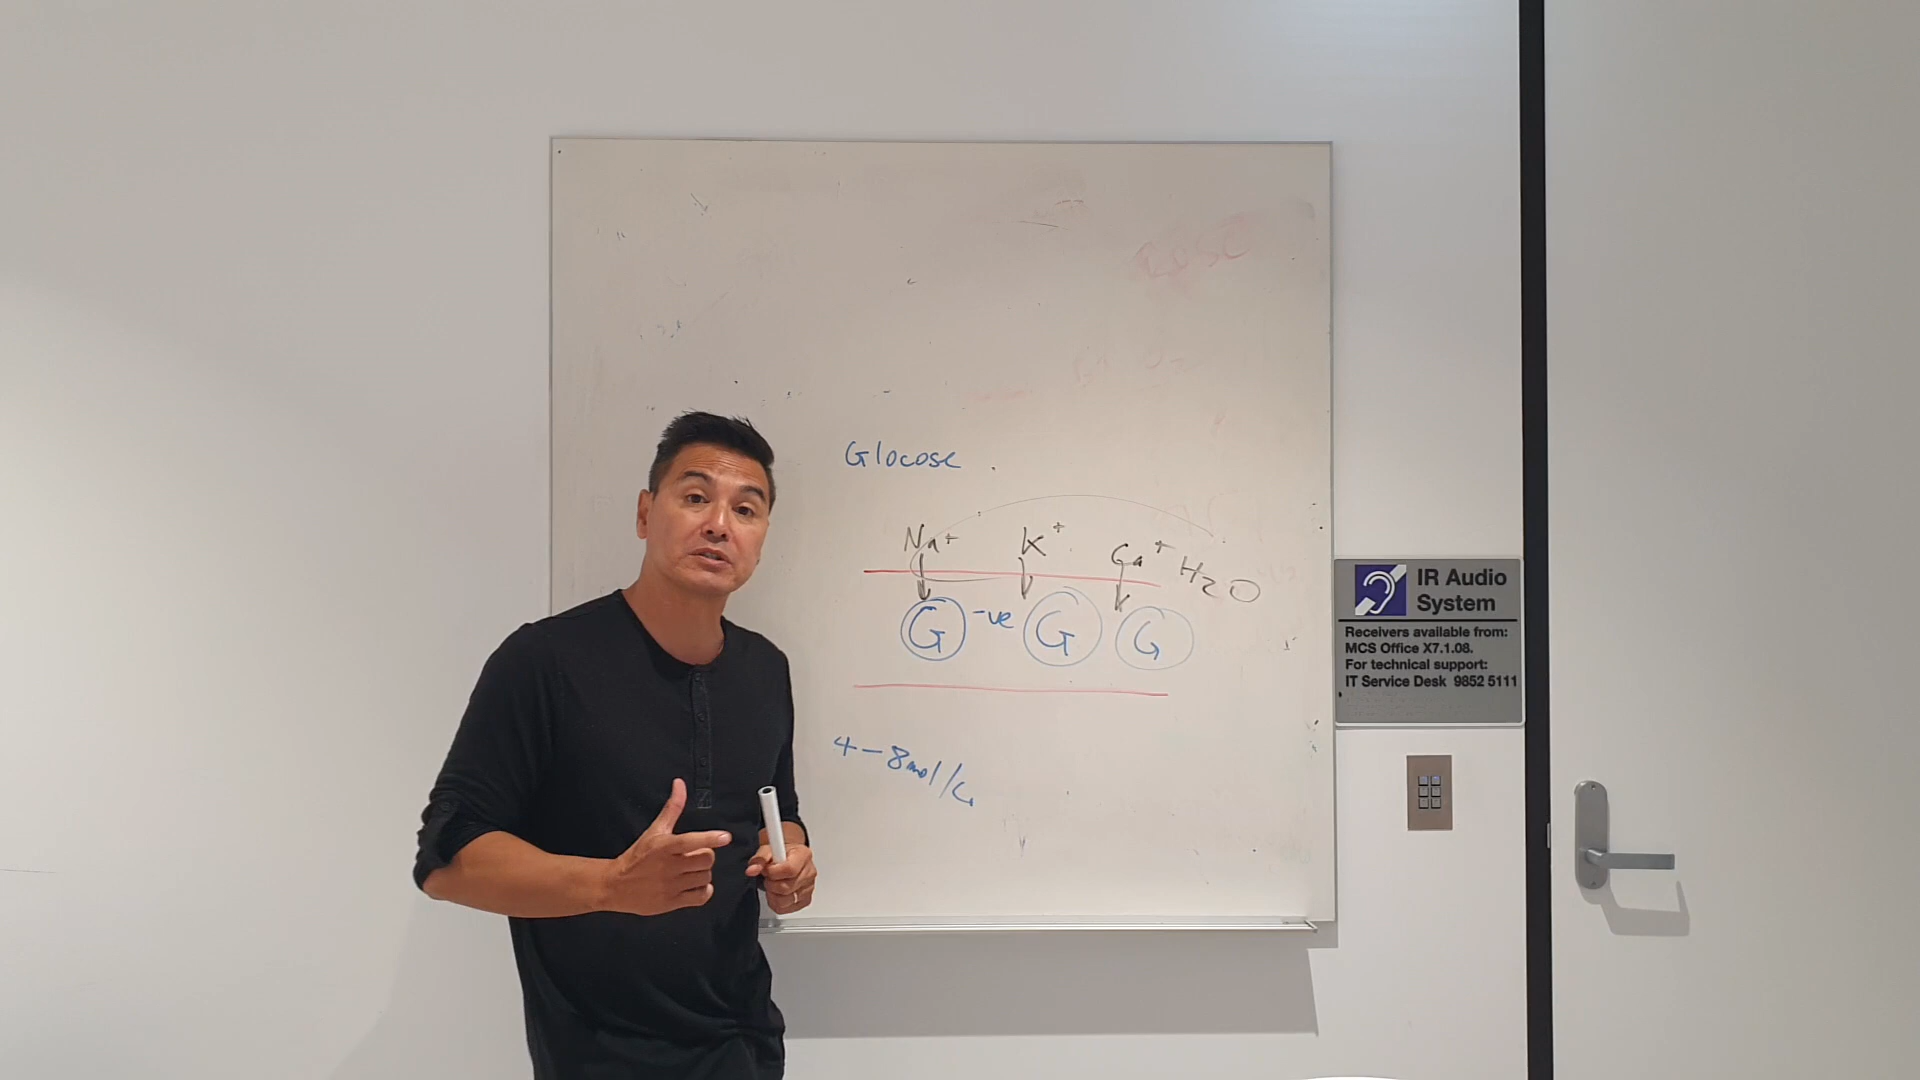 Glocose .
Na+ K+ Ca+ H2O
G -ve G G
4-8mol/L
IR Audio
System
Receivers available from:
MCS Office X7.1.08.
For technical support:
IT Service Desk 9852 5111